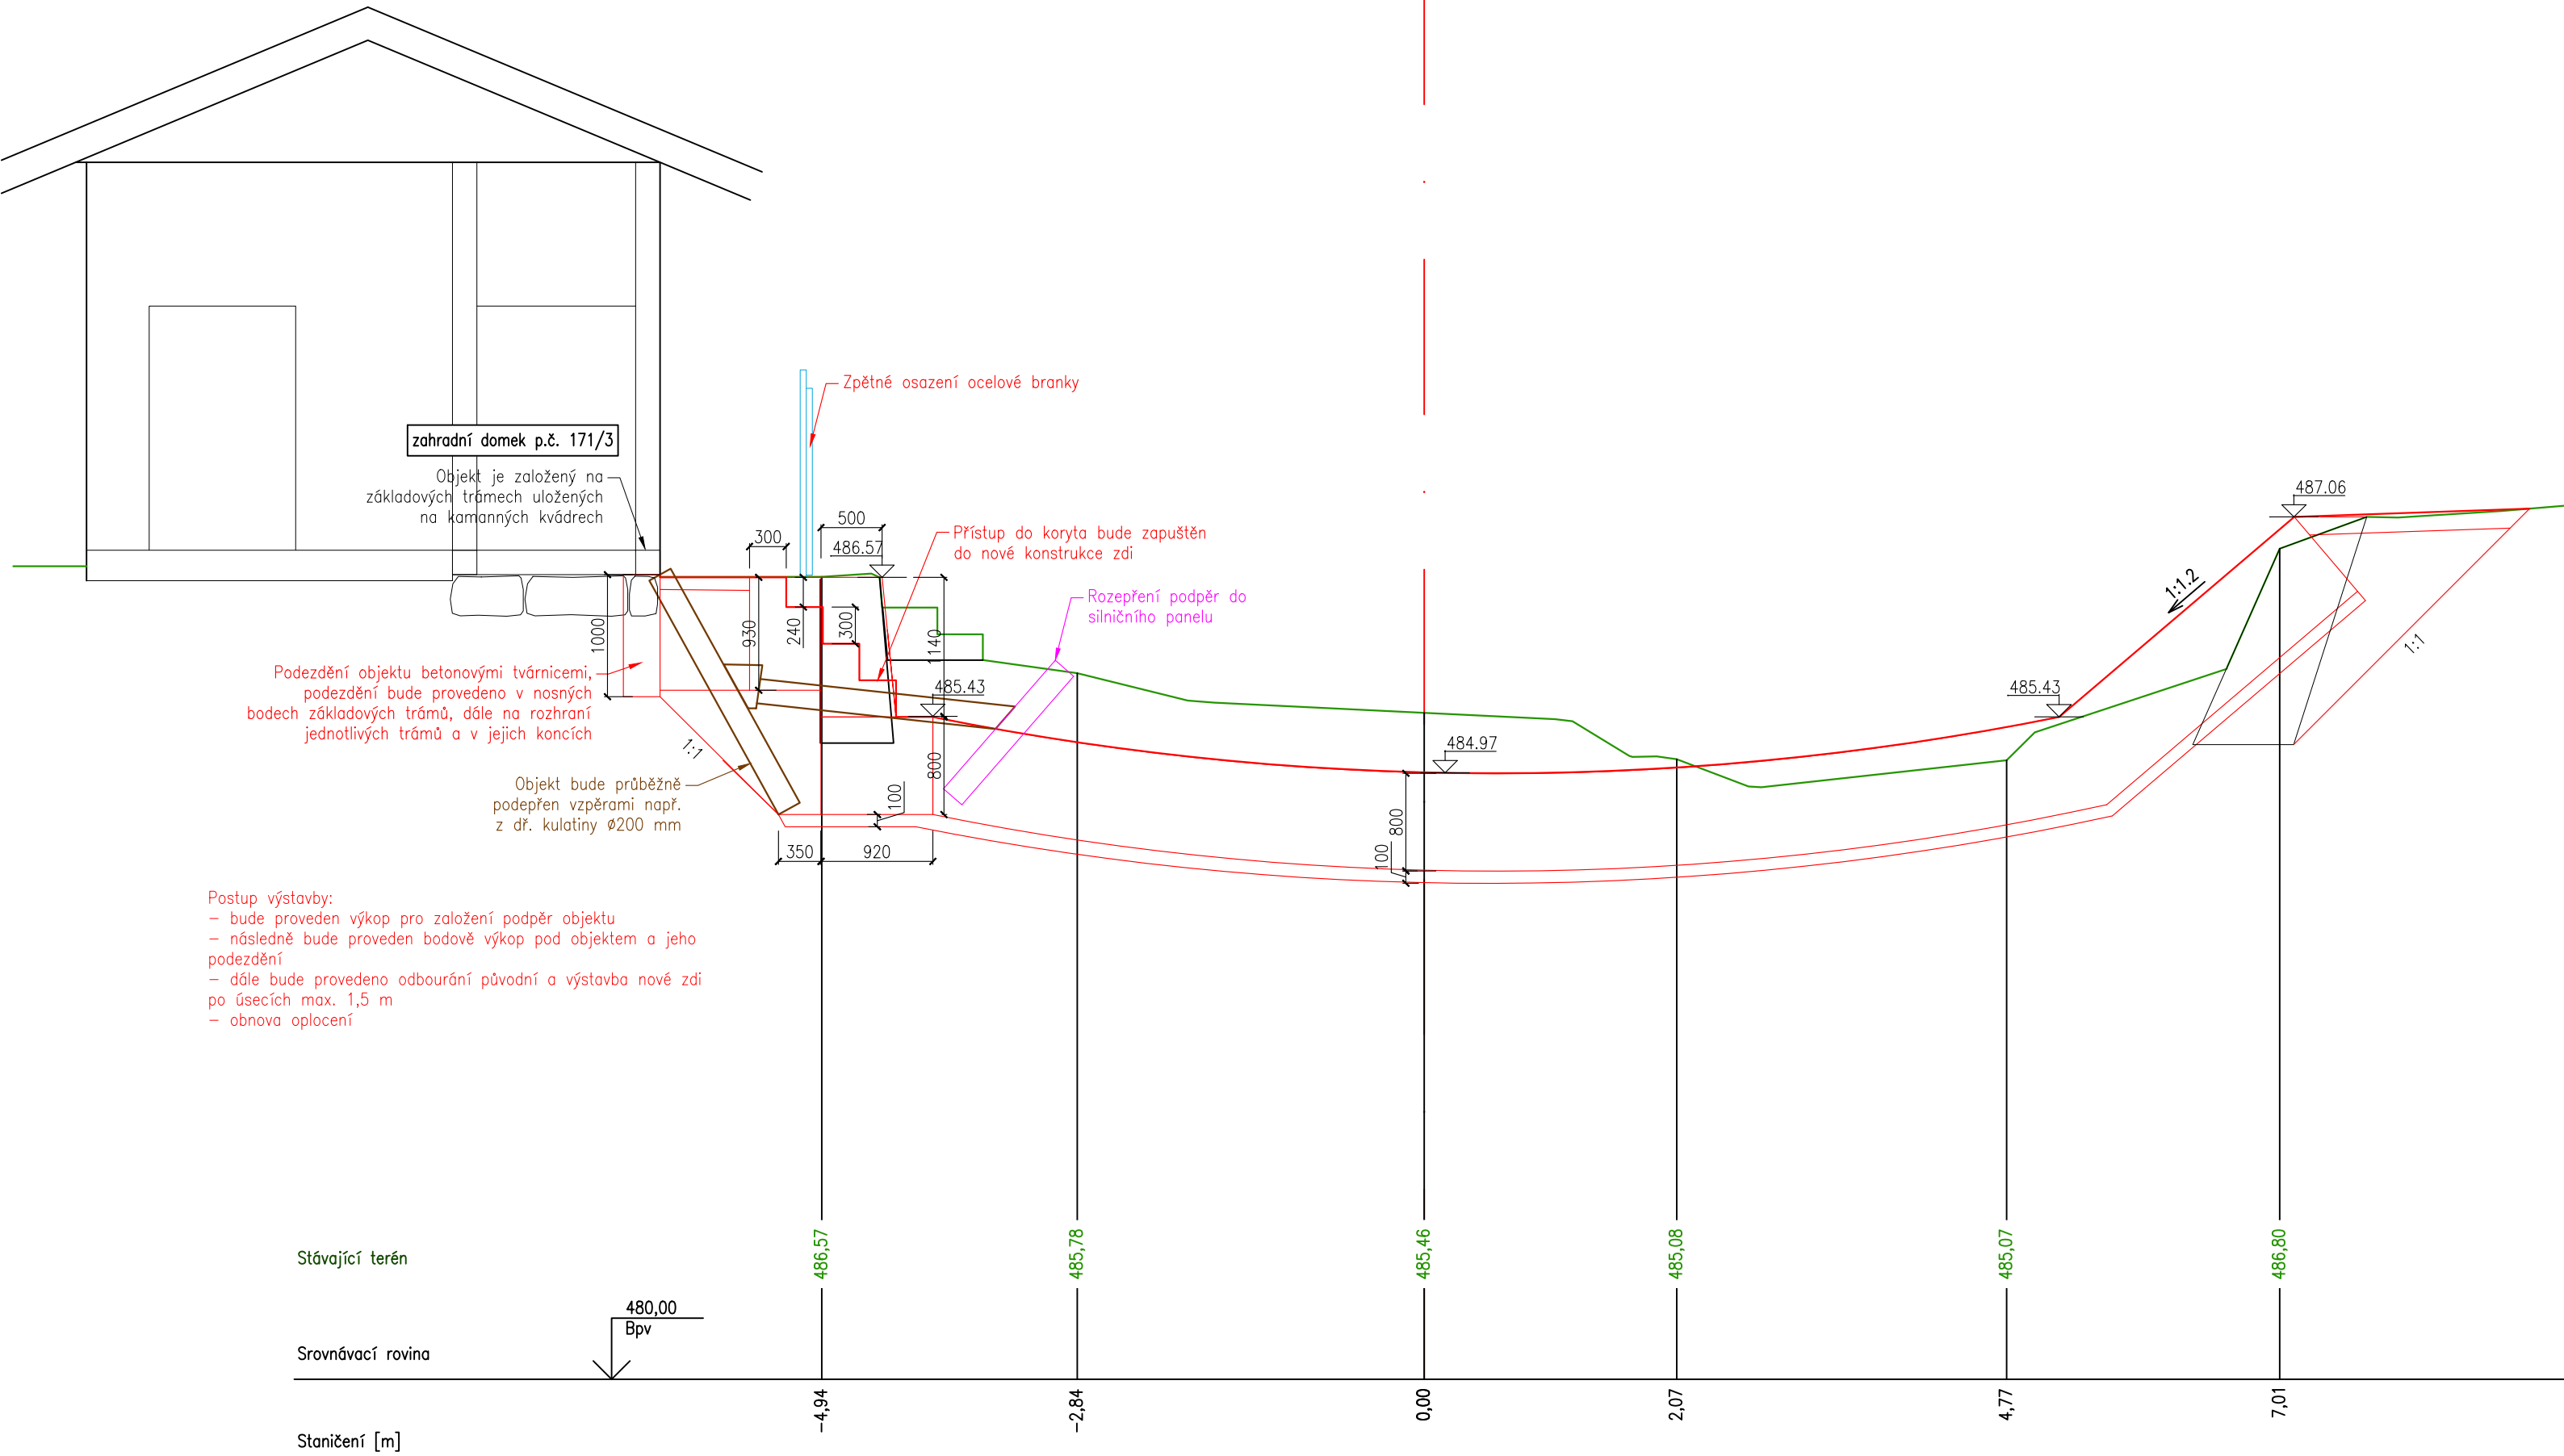 Zpětné osazení ocelové branky
zahradní domek p.č. 171/3
Objekt je založený na
základových trámech uložených
na kamanných kvádrech
487.06
500
300
486.57
Přístup do koryta bude zapuštěn
do nové konstrukce zdi
1:1.2
Rozepření podpěr do
silničního panelu
1000
930
240
300
1140
1:1
Podezdění objektu betonovými tvárnicemi,
podezdění bude provedeno v nosných
bodech základových trámů, dále na rozhraní
jednotlivých trámů a v jejich koncích
485.43
485.43
1:1
484.97
Objekt bude průběžně
podepřen vzpěrami např.
z dř. kulatiny ø200 mm
800
100
800
100
350
920
Postup výstavby:
– bude proveden výkop pro založení podpěr objektu
– následně bude proveden bodově výkop pod objektem a jeho
podezdění
– dále bude provedeno odbourání původní a výstavba nové zdi
po úsecích max. 1,5 m
– obnova oplocení
Stávající terén
486,57
485,78
485,46
485,08
485,07
486,80
480,00
Bpv
Srovnávací rovina
-4,94
-2,84
0,00
2,07
4,77
7,01
Staničení [m]